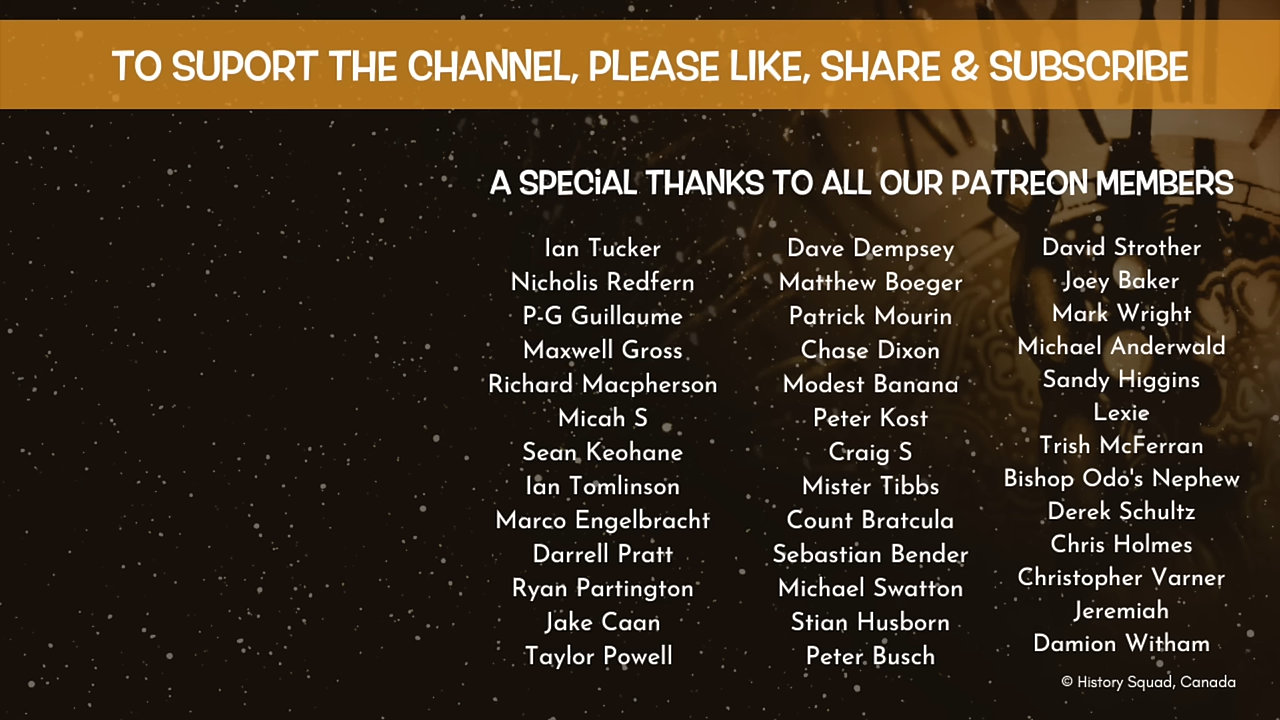 TO SUPORT THE CHANNEL, PLEASE LIKE, SHARE & SUBSCRIBE
A SPECiAL THANKS TO ALL OUR PATREON MEMBERS
Ian Tucker
Nicholis Redfern
P-G Guillaume
Maxwell Gross
Richard Macpherson
Micah S
Sean Keohane
Ian Tomlinson
Marco Engelbracht
Darrell Pratt
Ryan Partington
Jake Caan
Taylor Powell
Dave Dempsey
Matthew Boeger
Patrick Mourin
Chase Dixon
Modest Banana
Peter Kost
Craig S
Mister Tibbs
Count Bratcula
Sebastian Bender
Michael Swatton
Stian Husborn
Peter Busch
David Strother
Joey Baker
Mark Wright
Michael Anderwald
Sandy Higgins
Lexie
Trish McFerran
Bishop Odo's Nephew
Derek Schultz
Chris Holmes
Christopher Varner
Jeremiah
Damion Witham
© History Squad, Canada